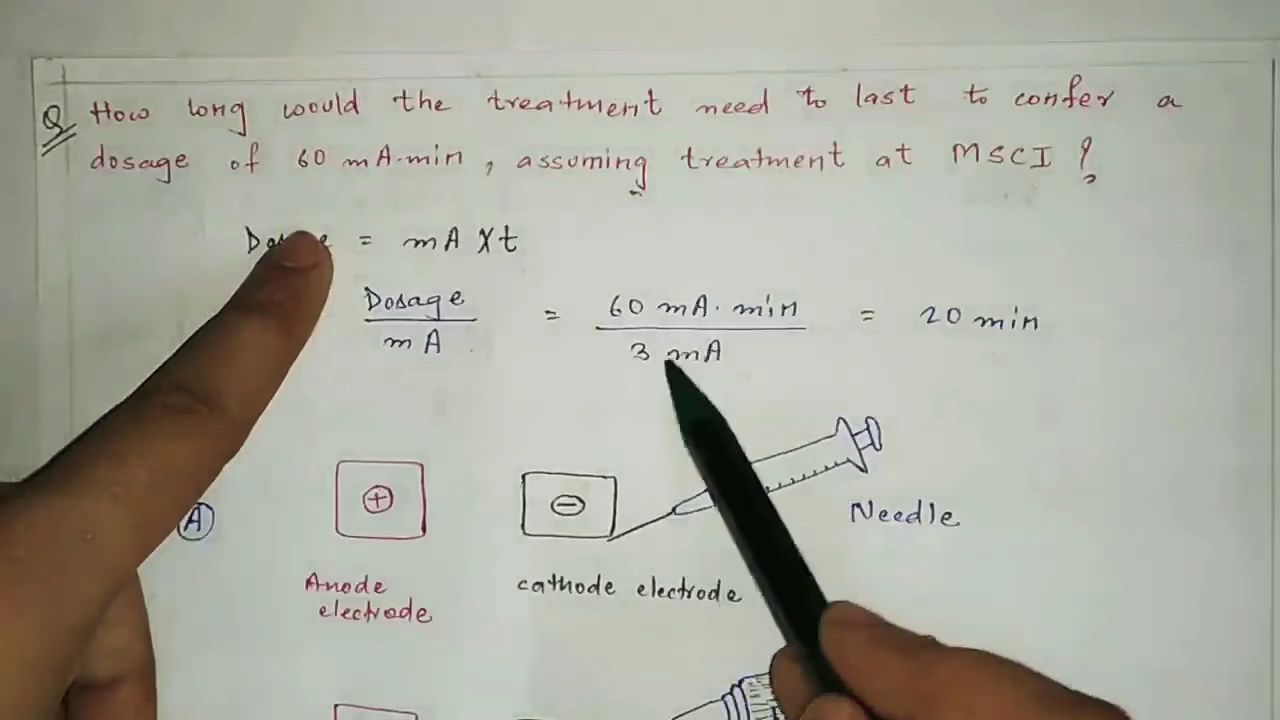 Q How long would the treatment need to last to confer a
dosage of 60 mA.min, assuming treatment at MSCI ?
= mA X t
Dosage / mA = 60 mA.min / 3 mA = 20 min
A + -
Needle
Anode
electrode
cathode electrode